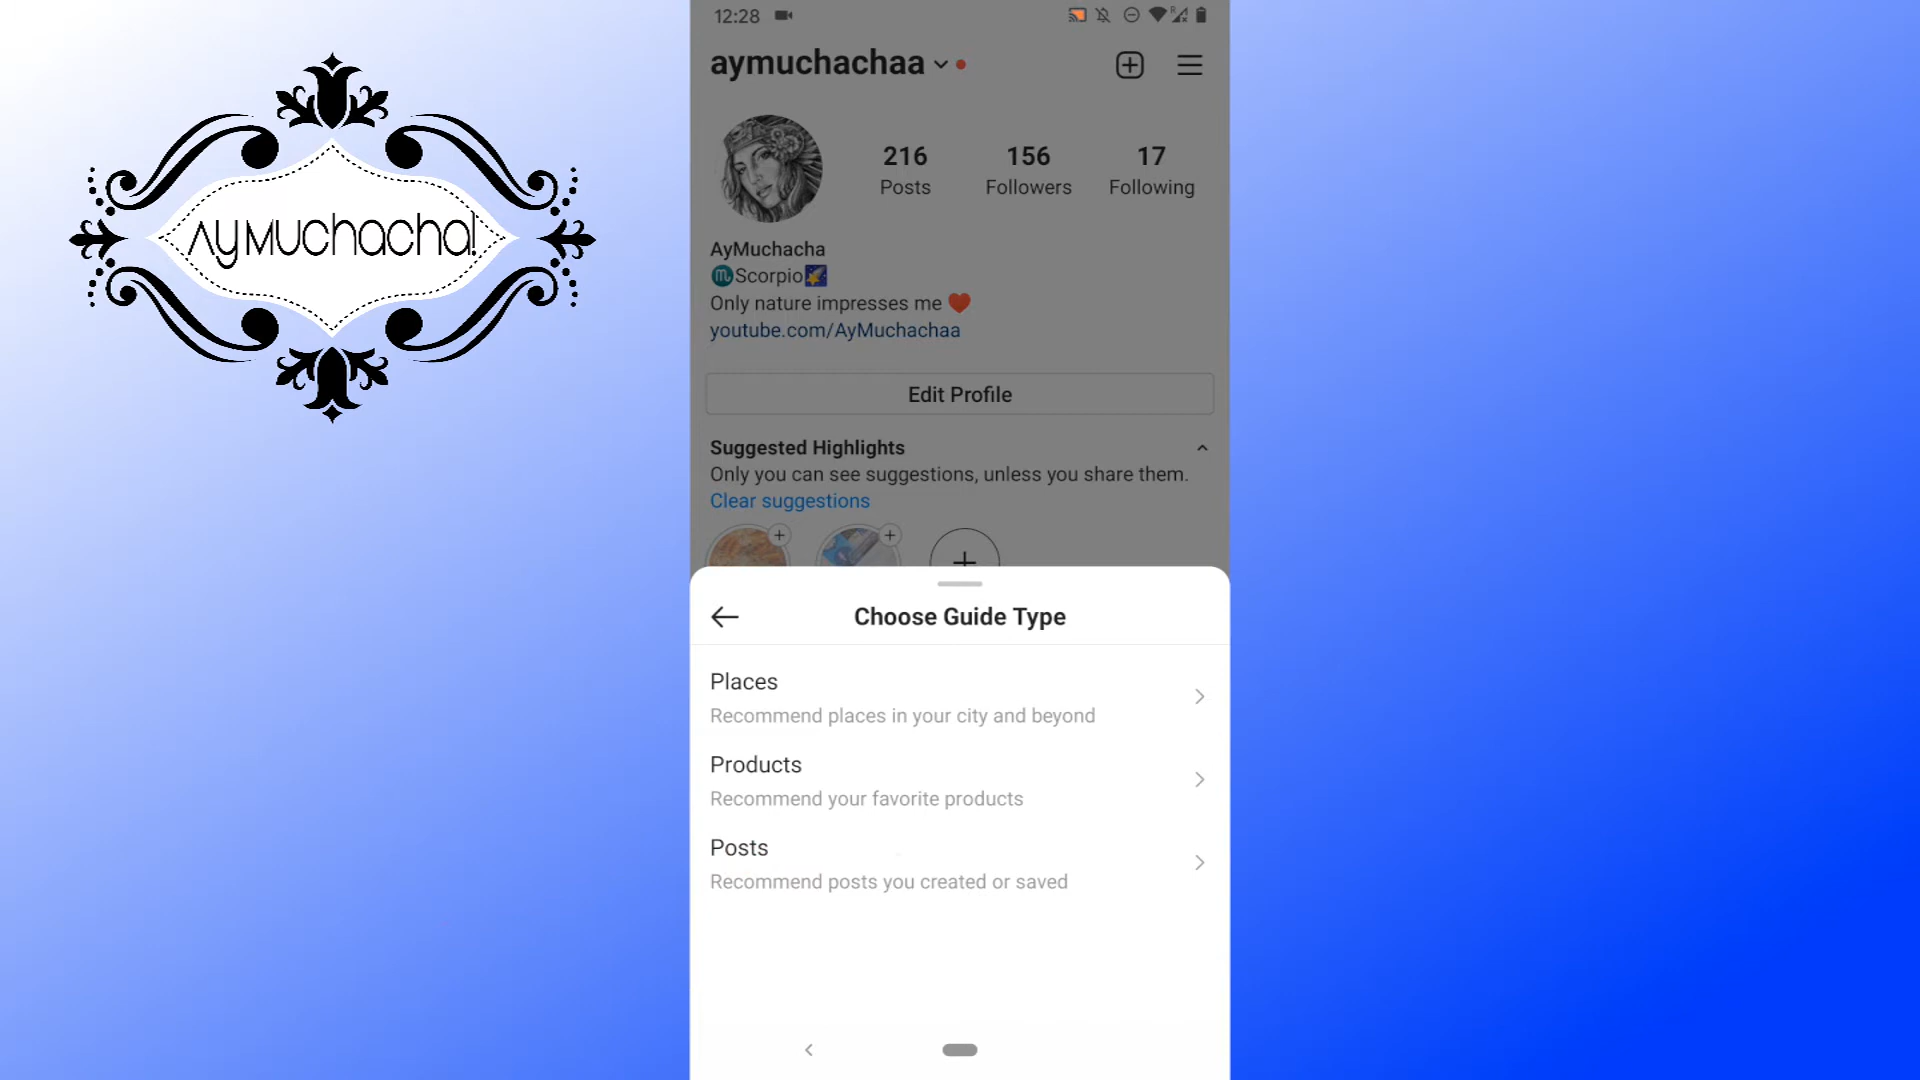 AyMuchacha!
12:28
R
aymuchachaa
216
Posts
156
Followers
17
Following
AyMuchacha
♏Scorpio🌠
Only nature impresses me ♥️
youtube.com/AyMuchachaa
Edit Profile
Suggested Highlights
Only you can see suggestions, unless you share them.
Clear suggestions
Choose Guide Type
Places
Recommend places in your city and beyond
Products
Recommend your favorite products
Posts
Recommend posts you created or saved